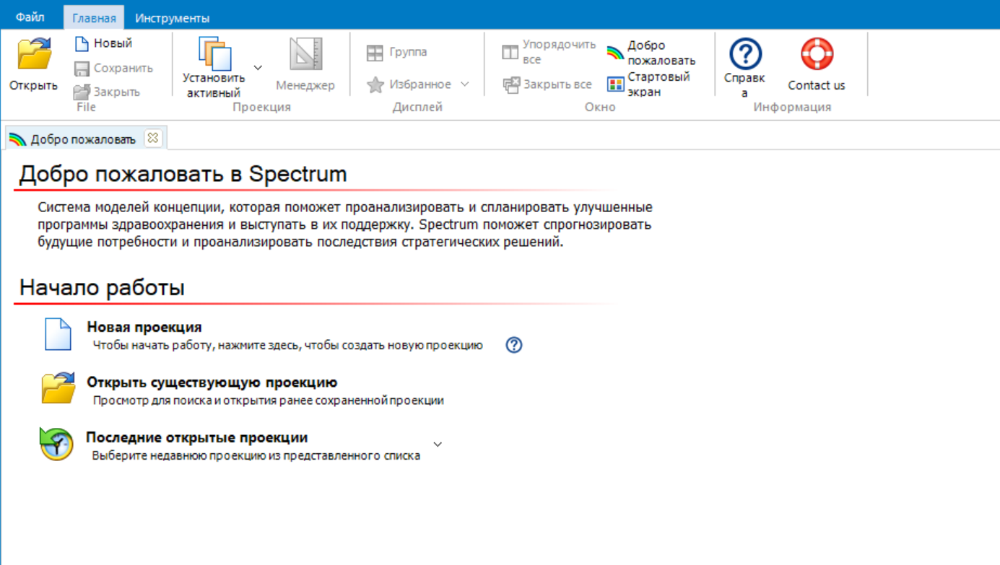 Файл Главная Инструменты
Открыть
Новый
Сохранить
Закрыть
File
Установить
активный
Менеджер
Проекция
Группа
Избранное
Дисплей
Упорядочить
все
Закрыть все
Добро
пожаловать
Стартовый
экран
Окно
Справк
а
Contact us
Информация
Добро пожаловать
Добро пожаловать в Spectrum
Система моделей концепции, которая поможет проанализировать и спланировать улучшенные
программы здравоохранения и выступать в их поддержку. Spectrum поможет спрогнозировать
будущие потребности и проанализировать последствия стратегических решений.
Начало работы
Новая проекция
Чтобы начать работу, нажмите здесь, чтобы создать новую проекцию
Открыть существующую проекцию
Просмотр для поиска и открытия ранее сохраненной проекции
Последние открытые проекции
Выберите недавнюю проекцию из представленного списка